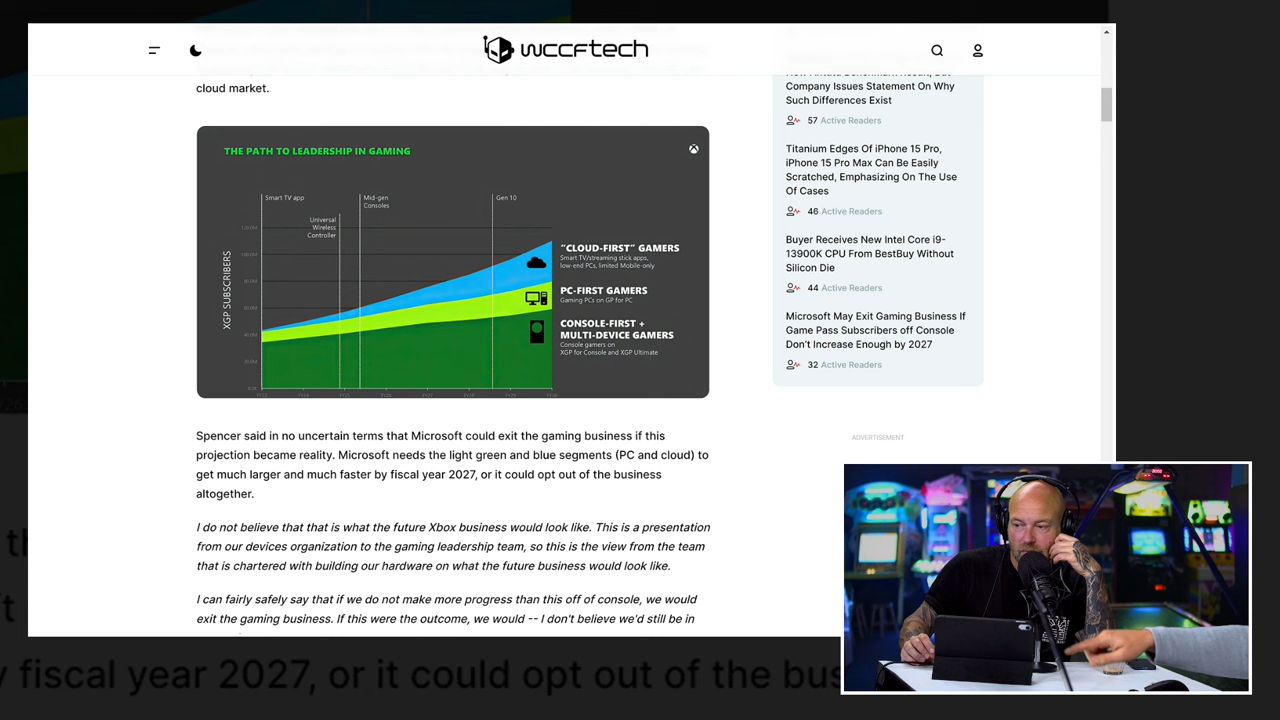 WCCFTECH
cloud market.
THE PATH TO LEADERSHIP IN GAMING
Smart TV app
Mid-gen
Consoles
Gen 10
Universal
Wireless
Controller
XGP SUBSCRIBERS
"CLOUD-FIRST" GAMERS
Smart TV/streaming stick apps,
low-end PCs, limited Mobile-only
PC-FIRST GAMERS
Gaming PCs on GP for PC
CONSOLE-FIRST +
MULTI-DEVICE GAMERS
Console gamers on
XGP for Console and XGP Ultimate
Spencer said in no uncertain terms that Microsoft could exit the gaming business if this
projection became reality. Microsoft needs the light green and blue segments (PC and cloud) to
get much larger and much faster by fiscal year 2027, or it could opt out of the business
altogether.
I do not believe that that is what the future Xbox business would look like. This is a presentation
from our devices organization to the gaming leadership team, so this is the view from the team
that is chartered with building our hardware on what the future business would look like.
I can fairly safely say that if we do not make more progress than this off of console, we would
exit the gaming business. If this were the outcome, we would -- I don't believe we'd still be in
Company Issues Statement On Why
Such Differences Exist
57 Active Readers
Titanium Edges Of iPhone 15 Pro,
iPhone 15 Pro Max Can Be Easily
Scratched, Emphasizing On The Use
Of Cases
46 Active Readers
Buyer Receives New Intel Core i9-
13900K CPU From BestBuy Without
Silicon Die
44 Active Readers
Microsoft May Exit Gaming Business If
Game Pass Subscribers off Console
Don't Increase Enough by 2027
32 Active Readers
ADVERTISEMENT
fiscal year 2027, or it could opt out of the bus